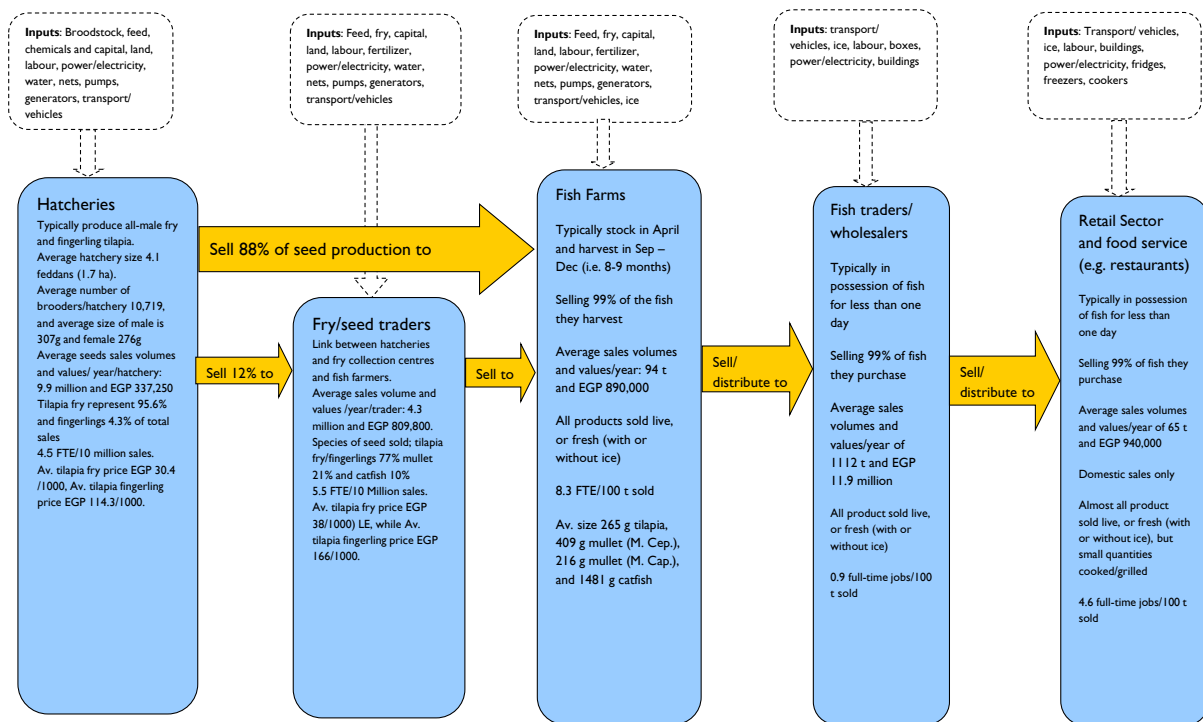 Inputs: Broodstock, feed,
chemicals and capital, land,
labour, power/electricity,
water, nets, pumps,
generators, transport/
vehicles
Inputs: Feed, fry, capital,
land, labour, fertilizer,
power/electricity, water,
nets, pumps, generators,
transport/vehicles
Inputs: Feed, fry, capital,
land, labour, fertilizer,
power/electricity, water,
nets, pumps, generators,
transport/vehicles, ice
Inputs: transport/
vehicles, ice, labour, boxes,
power/electricity, buildings
Inputs: Transport/ vehicles,
ice, labour, buildings,
power/electricity, fridges,
freezers, cookers
Hatcheries
Typically produce all-male fry
and fingerling tilapia.
Average hatchery size 4.1
feddans (1.7 ha).
Average number of
brooders/hatchery 10,719,
and average size of male is
307g and female 276g
Average seeds sales volumes
and values/ year/hatchery:
9.9 million and EGP 337,250
Tilapia fry represent 95.6%
and fingerlings 4.3% of total
sales
4.5 FTE/10 million sales.
Av. tilapia fry price EGP 30.4
/1000, Av. tilapia fingerling
price EGP 114.3/1000.
Sell 88% of seed production to
Sell 12% to
Fry/seed traders
Link between hatcheries
and fry collection centres
and fish farmers.
Average sales volume and
values /year/trader: 4.3
million and EGP 809,800.
Species of seed sold; tilapia
fry/fingerlings 77% mullet
21% and catfish 10%
5.5 FTE/10 Million sales.
Av. tilapia fry price EGP
38/1000) LE, while Av.
tilapia fingerling price EGP
166/1000.
Sell to
Fish Farms
Typically stock in April
and harvest in Sep –
Dec (i.e. 8-9 months)
Selling 99% of the fish
they harvest
Average sales volumes
and values/year: 94 t
and EGP 890,000
All products sold live,
or fresh (with or
without ice)
8.3 FTE/100 t sold
Av. size 265 g tilapia,
409 g mullet (M. Cep.),
216 g mullet (M. Cap.),
and 1481 g catfish
Sell/
distribute to
Fish traders/
wholesalers
Typically in
possession of fish
for less than one
day
Selling 99% of fish
they purchase
Average sales
volumes and
values/year of
1112 t and EGP
11.9 million
All product sold live,
or fresh (with or
without ice)
0.9 full-time jobs/100
t sold
Sell/
distribute to
Retail Sector
and food service
(e.g. restaurants)
Typically in possession
of fish for less than
one day
Selling 99% of fish they
purchase
Average sales volumes
and values/year of 65 t
and EGP 940,000
Domestic sales only
Almost all product
sold live, or fresh (with
or without ice), but
small quantities
cooked/grilled
4.6 full-time jobs/100 t
sold